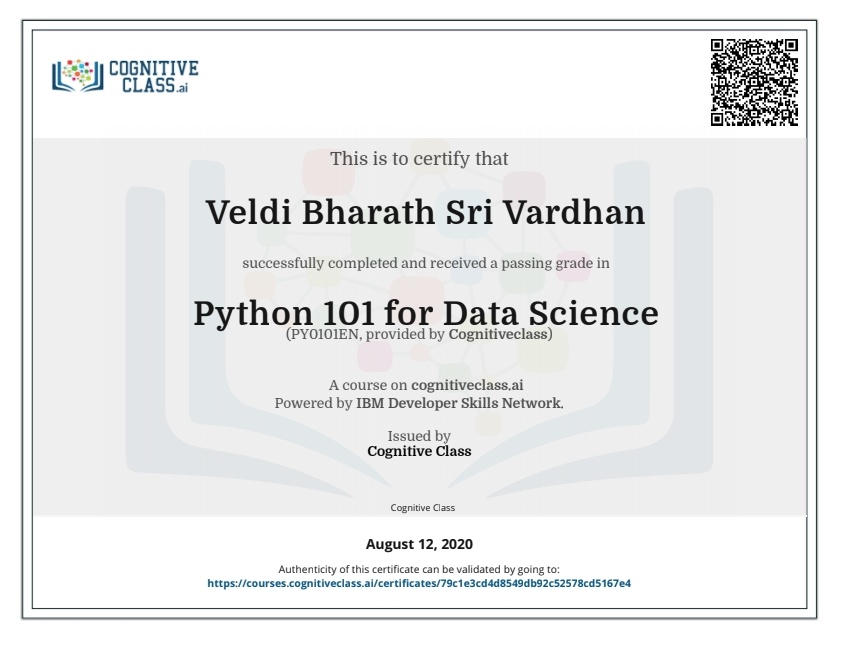 COGNITIVE
CLASS.ai
This is to certify that
Veldi Bharath Sri Vardhan
successfully completed and received a passing grade in
Python 101 for Data Science
(PY0101EN, provided by Cognitiveclass)
A course on cognitiveclass.ai
Powered by IBM Developer Skills Network.
Issued by
Cognitive Class
Cognitive Class
August 12, 2020
Authenticity of this certificate can be validated by going to:
https://courses.cognitiveclass.ai/certificates/79c1e3cd4d8549db92c52578cd5167e4